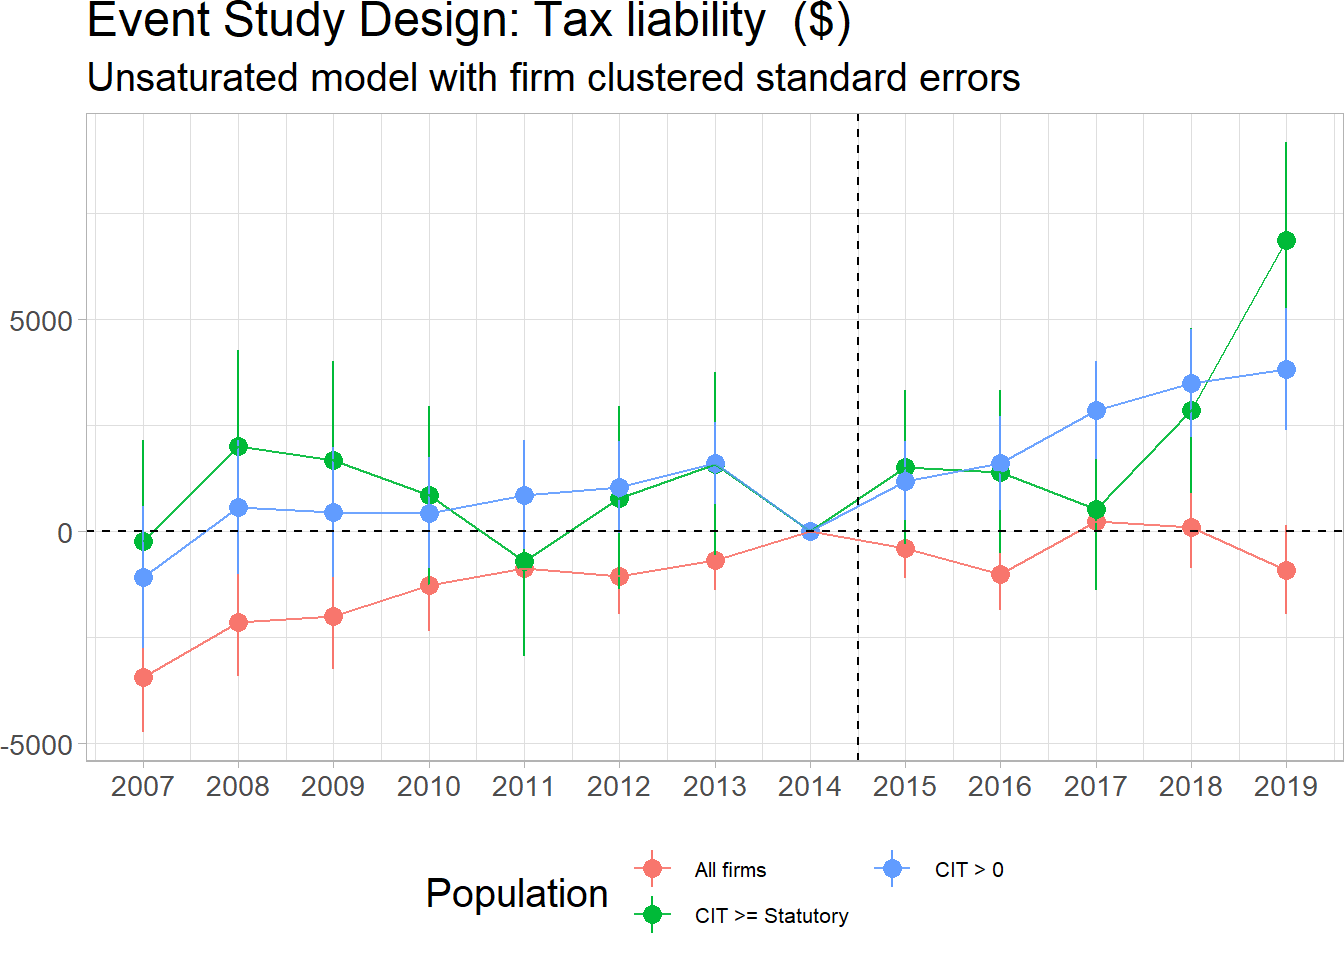 Event Study Design: Tax liability  ($)
Unsaturated model with firm clustered standard errors
5000
0
-5000
2007 2008 2009 2010 2011 2012 2013 2014 2015 2016 2017 2018 2019
Population
All firms
CIT >= Statutory
CIT > 0